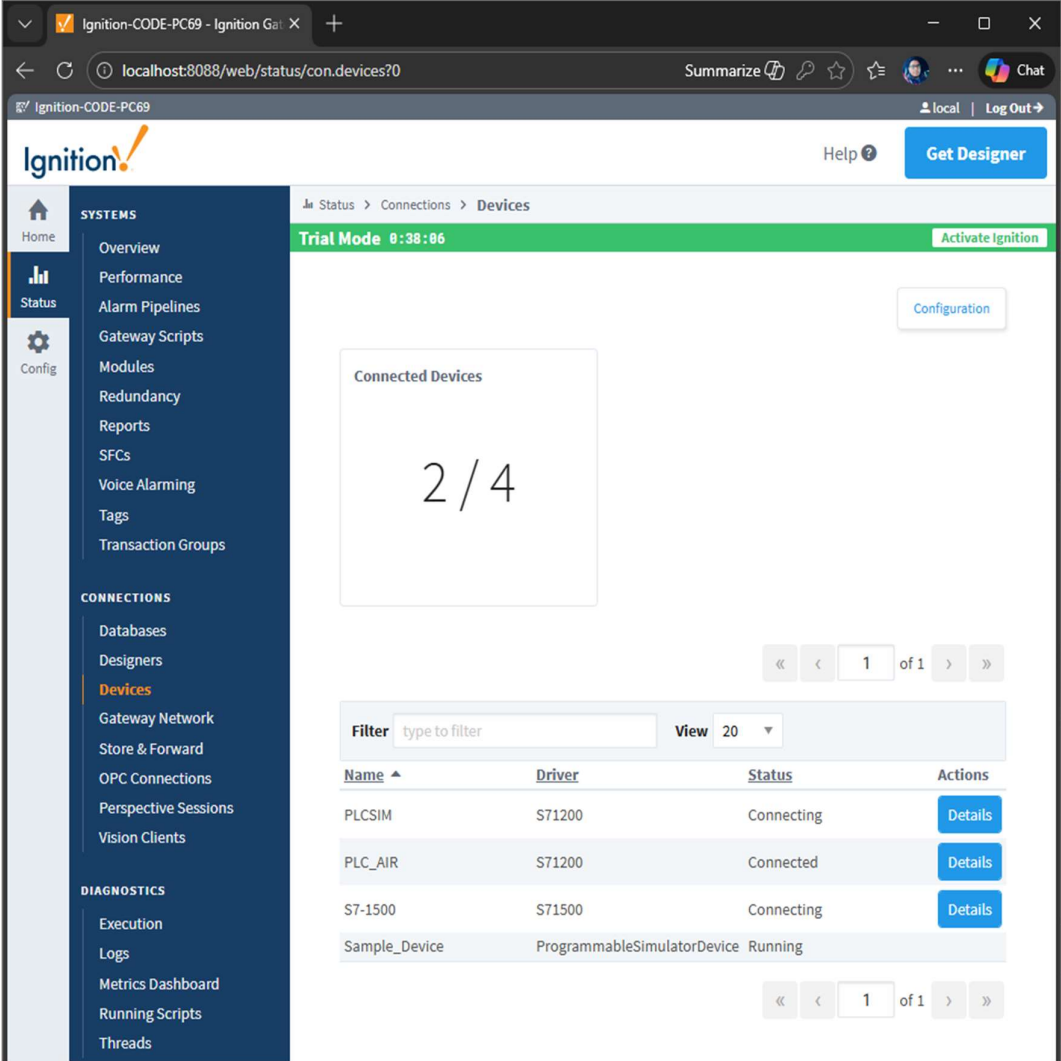 Ignition-CODE-PC69 - Ignition Gat
localhost:8088/web/status/con.devices?0
Summarize
Chat
Ignition-CODE-PC69
local | Log Out
Ignition!
Help
Get Designer
Home
Status
Config
SYSTEMS
Overview
Performance
Alarm Pipelines
Gateway Scripts
Modules
Redundancy
Reports
SFCs
Voice Alarming
Tags
Transaction Groups
CONNECTIONS
Databases
Designers
Devices
Gateway Network
Store & Forward
OPC Connections
Perspective Sessions
Vision Clients
DIAGNOSTICS
Execution
Logs
Metrics Dashboard
Running Scripts
Threads
Status > Connections > Devices
Trial Mode 0:38:06
Activate Ignition
Configuration
Connected Devices
2 / 4
« ‹ 1 of 1 › »
Filter type to filter View 20
Name Driver Status Actions
PLCSIM S71200 Connecting Details
PLC_AIR S71200 Connected Details
S7-1500 S71500 Connecting Details
Sample_Device ProgrammableSimulatorDevice Running
« ‹ 1 of 1 › »